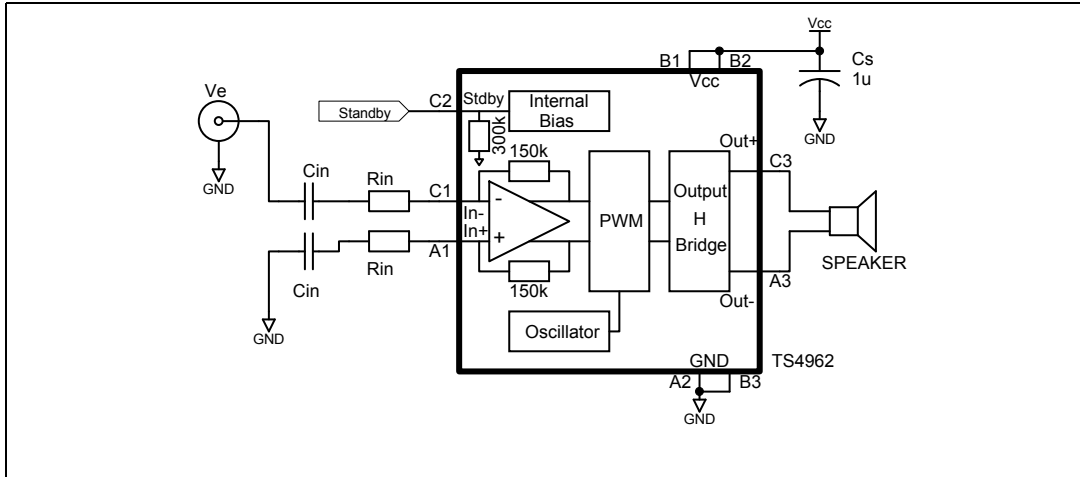 Vcc
B1
B2
Vcc
Cs
1u
GND
Ve
GND
Standby
C2
Stdby
300k
Internal
Bias
150k
Out+
C3
Cin
Rin
C1
In-
In+
-
+
A1
Rin
Cin
GND
150k
PWM
Output
H
Bridge
SPEAKER
A3
Out-
Oscillator
GND
TS4962
A2
B3
GND